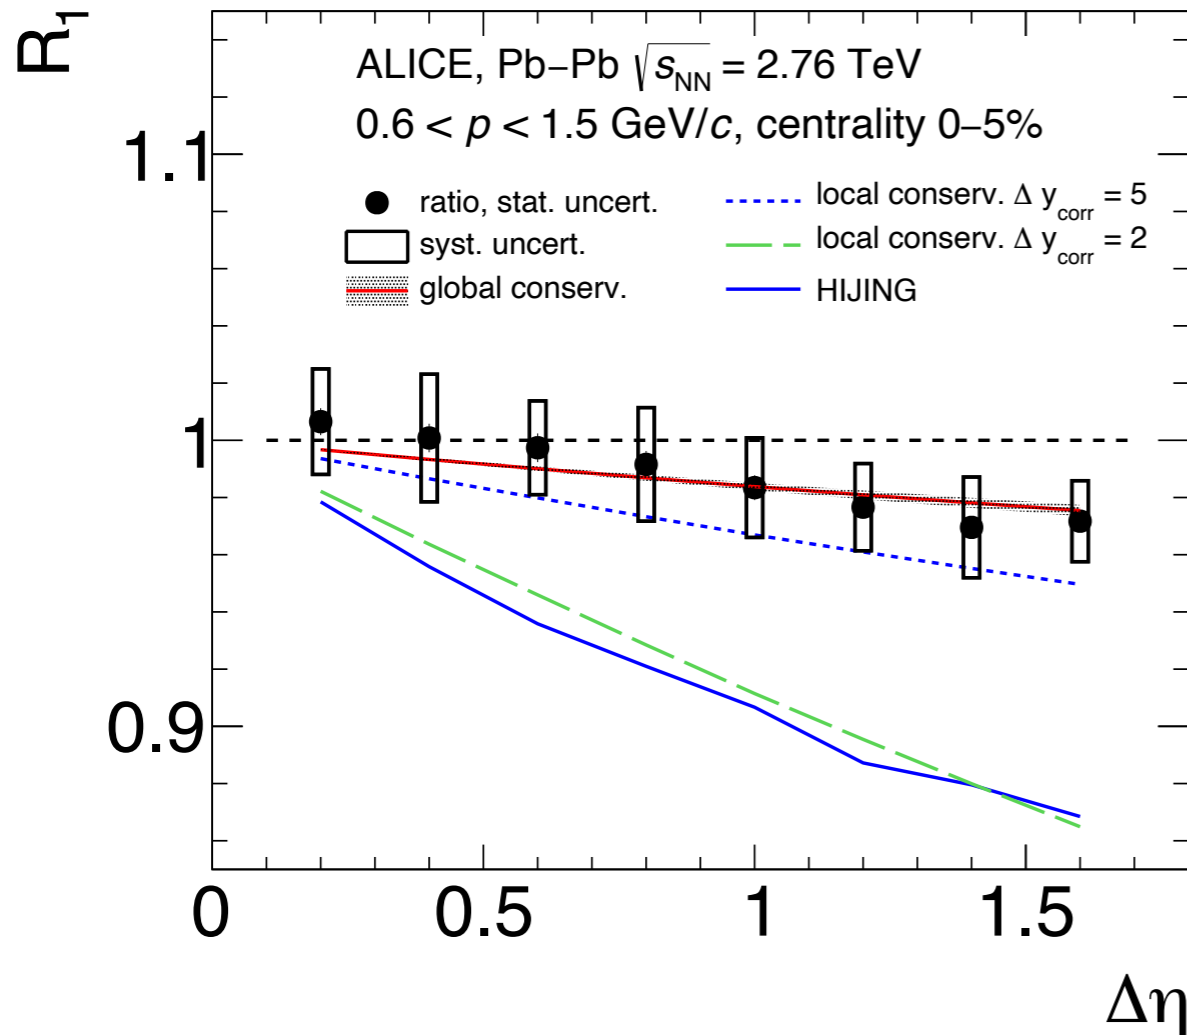 R₁
ALICE, Pb–Pb √sNN = 2.76 TeV
0.6 < p < 1.5 GeV/c, centrality 0–5%
ratio, stat. uncert.
syst. uncert.
global conserv.
local conserv. Δ ycorr = 5
local conserv. Δ ycorr = 2
HIJING
1.1
1
0.9
0 0.5 1 1.5
Δη